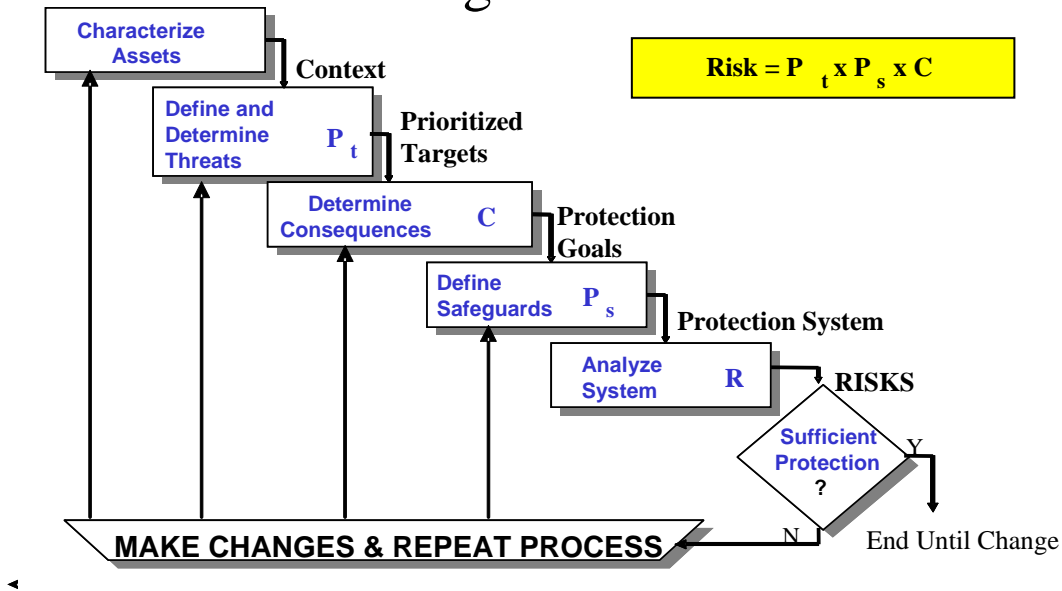 Characterize
Assets
Context
Risk = P t x P s x C
Define and
Determine
Threats
P t
Prioritized
Targets
Determine
Consequences
C
Protection
Goals
Define
Safeguards
P s
Protection System
Analyze
System
R
RISKS
Sufficient
Protection
?
Y
N
End Until Change
MAKE CHANGES & REPEAT PROCESS